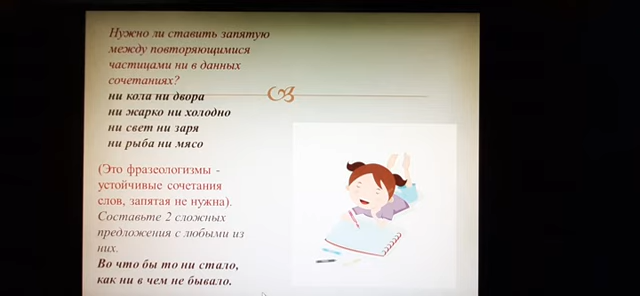 Нужно ли ставить запятую
между повторяющимися
частицами ни в данных
сочетаниях?
ни кола ни двора
ни жарко ни холодно
ни свет ни заря
ни рыба ни мясо
(Это фразеологизмы -
устойчивые сочетания
слов, запятая не нужна).
Составьте 2 сложных
предложения с любыми из
них.
Во что бы то ни стало,
как ни в чем не бывало.